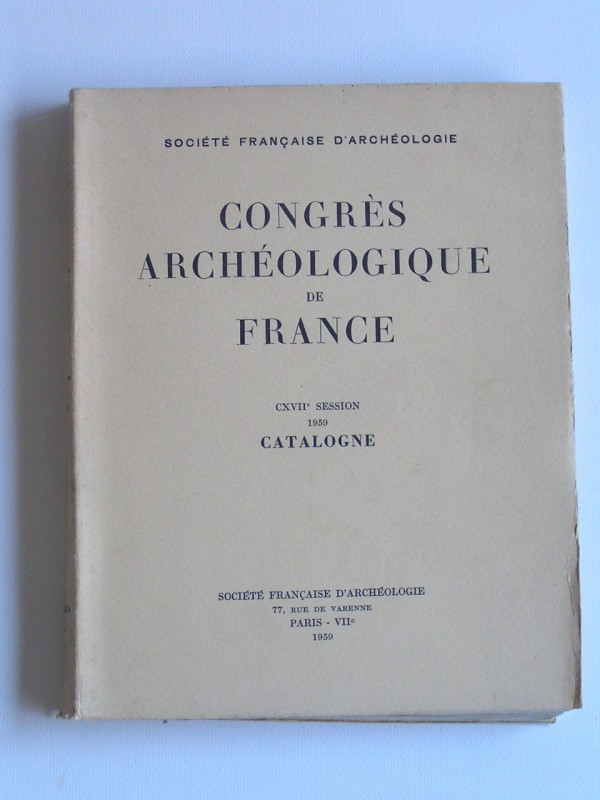 SOCIÉTÉ FRANÇAISE D'ARCHÉOLOGIE
CONGRÈS
ARCHÉOLOGIQUE
DE
FRANCE
CXVIIe SESSION
1959
CATALOGNE
SOCIÉTÉ FRANÇAISE D'ARCHÉOLOGIE
77, RUE DE VARENNE
PARIS - VIIe
1959